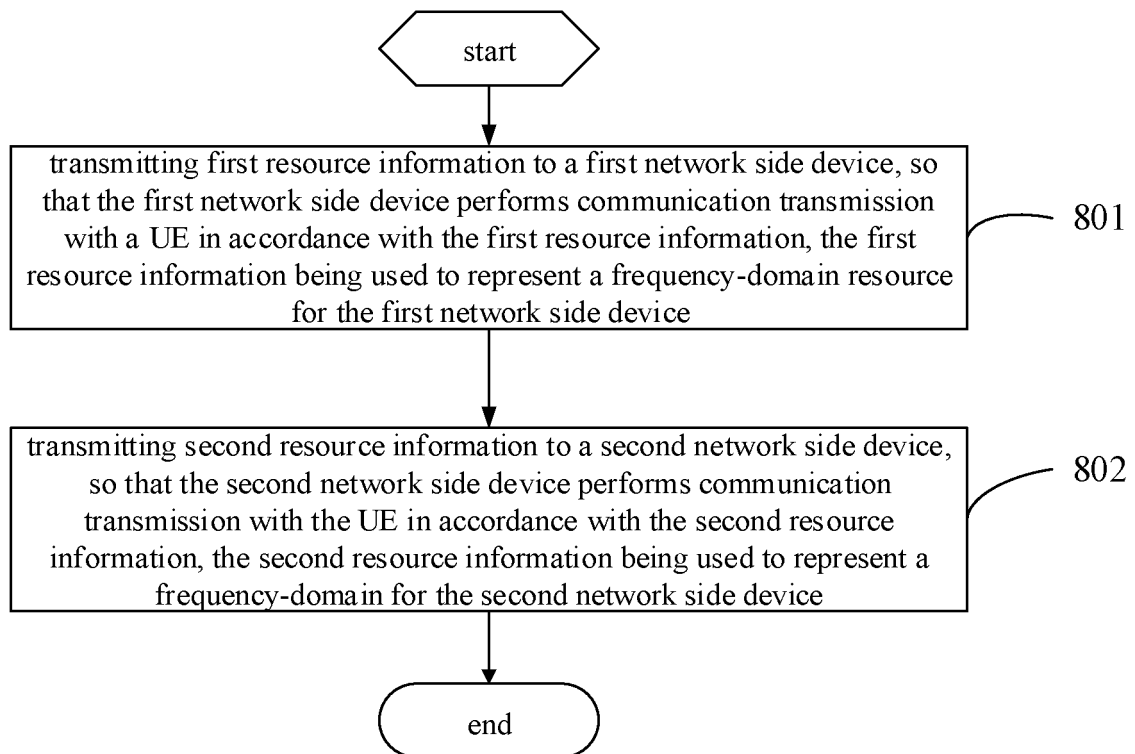 start
transmitting first resource information to a first network side device, so
that the first network side device performs communication transmission
with a UE in accordance with the first resource information, the first
resource information being used to represent a frequency-domain resource
for the first network side device
801
transmitting second resource information to a second network side device,
so that the second network side device performs communication
transmission with the UE in accordance with the second resource
information, the second resource information being used to represent a
frequency-domain for the second network side device
802
end